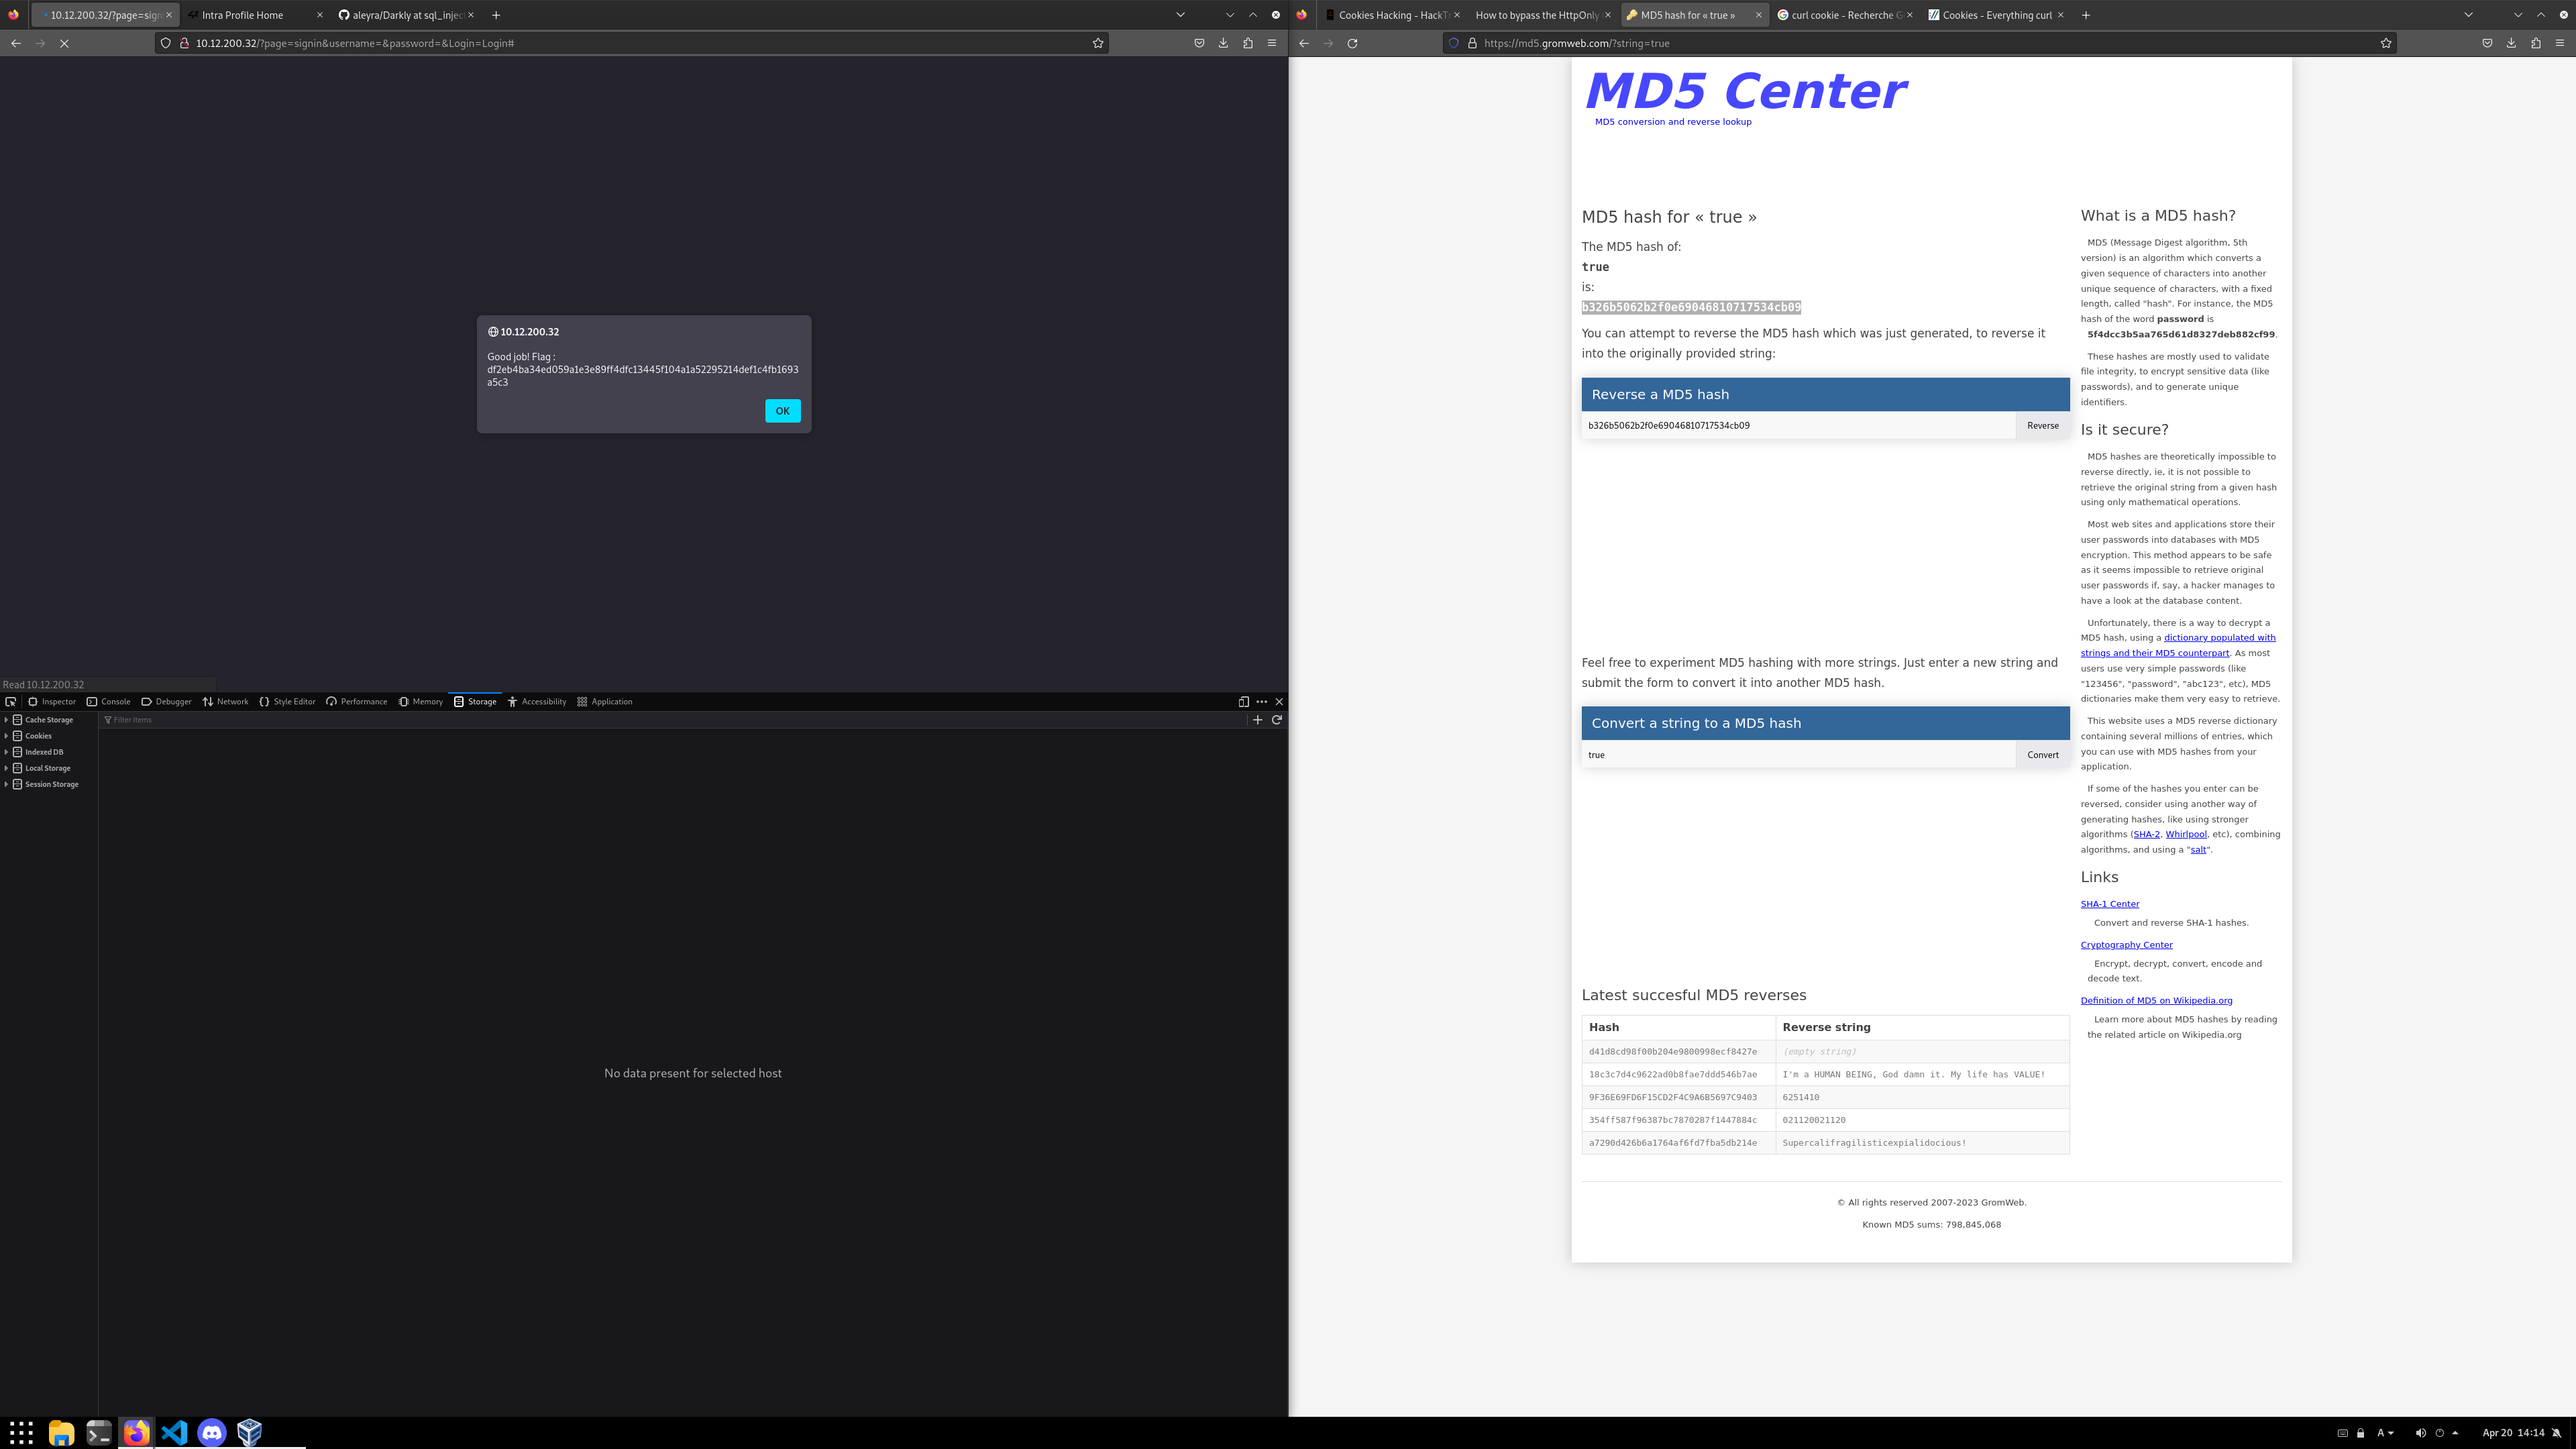 10.12.200.32/?page=sign
Intra Profile Home
aleyra/Darkly at sql_inject
10.12.200.32/?page=signin&username=&password=&Login=Login#
10.12.200.32
Good job! Flag :
df2eb4ba34ed059a1e3e89ff4dfc13445f104a1a52295214def1c4fb1693
a5c3
OK
Read 10.12.200.32
Inspector
Console
Debugger
Network
Style Editor
Performance
Memory
Storage
Accessibility
Application
Cache Storage
Filter Items
Cookies
Indexed DB
Local Storage
Session Storage
No data present for selected host
Cookies Hacking - HackT
How to bypass the HttpOnly
MD5 hash for « true »
curl cookie - Recherche G
Cookies - Everything curl
https://md5.gromweb.com/?string=true
MD5 Center
MD5 conversion and reverse lookup
MD5 hash for « true »
The MD5 hash of:
true
is:
b326b5062b2f0e69046810717534cb09
You can attempt to reverse the MD5 hash which was just generated, to reverse it
into the originally provided string:
Reverse a MD5 hash
b326b5062b2f0e69046810717534cb09
Reverse
Feel free to experiment MD5 hashing with more strings. Just enter a new string and
submit the form to convert it into another MD5 hash.
Convert a string to a MD5 hash
true
Convert
Latest succesful MD5 reverses
Hash Reverse string
d41d8cd98f00b204e9800998ecf8427e (empty string)
18c3c7d4c9622ad0b8fae7ddd546b7ae I'm a HUMAN BEING, God damn it. My life has VALUE!
9F36E69FD6F15CD2F4C9A6B5697C9403 6251410
354ff587f96387bc7870287f1447884c 021120021120
a7290d426b6a1764af6fd7fba5db214e Supercalifragilisticexpialidocious!
What is a MD5 hash?
MD5 (Message Digest algorithm, 5th
version) is an algorithm which converts a
given sequence of characters into another
unique sequence of characters, with a fixed
length, called "hash". For instance, the MD5
hash of the word password is
5f4dcc3b5aa765d61d8327deb882cf99.
These hashes are mostly used to validate
file integrity, to encrypt sensitive data (like
passwords), and to generate unique
identifiers.
Is it secure?
MD5 hashes are theoretically impossible to
reverse directly, ie, it is not possible to
retrieve the original string from a given hash
using only mathematical operations.
Most web sites and applications store their
user passwords into databases with MD5
encryption. This method appears to be safe
as it seems impossible to retrieve original
user passwords if, say, a hacker manages to
have a look at the database content.
Unfortunately, there is a way to decrypt a
MD5 hash, using a dictionary populated with
strings and their MD5 counterpart. As most
users use very simple passwords (like
"123456", "password", "abc123", etc), MD5
dictionaries make them very easy to retrieve.
This website uses a MD5 reverse dictionary
containing several millions of entries, which
you can use with MD5 hashes from your
application.
If some of the hashes you enter can be
reversed, consider using another way of
generating hashes, like using stronger
algorithms (SHA-2, Whirlpool, etc), combining
algorithms, and using a "salt".
Links
SHA-1 Center
Convert and reverse SHA-1 hashes.
Cryptography Center
Encrypt, decrypt, convert, encode and
decode text.
Definition of MD5 on Wikipedia.org
Learn more about MD5 hashes by reading
the related article on Wikipedia.org
© All rights reserved 2007-2023 GromWeb.
Known MD5 sums: 798,845,068
A
Apr 20 14:14